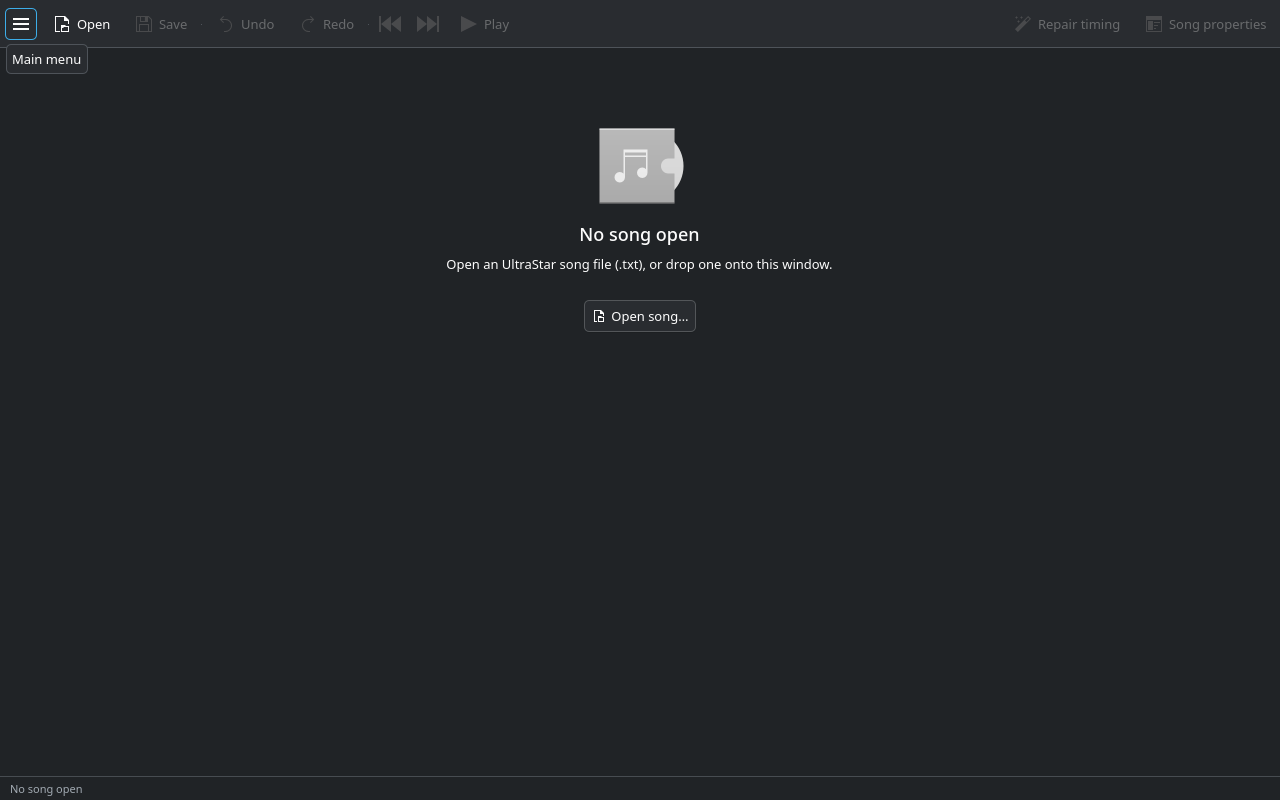 Open
Save
Undo
Redo
Play
Repair timing
Song properties
Main menu
No song open
Open an UltraStar song file (.txt), or drop one onto this window.
Open song...
No song open